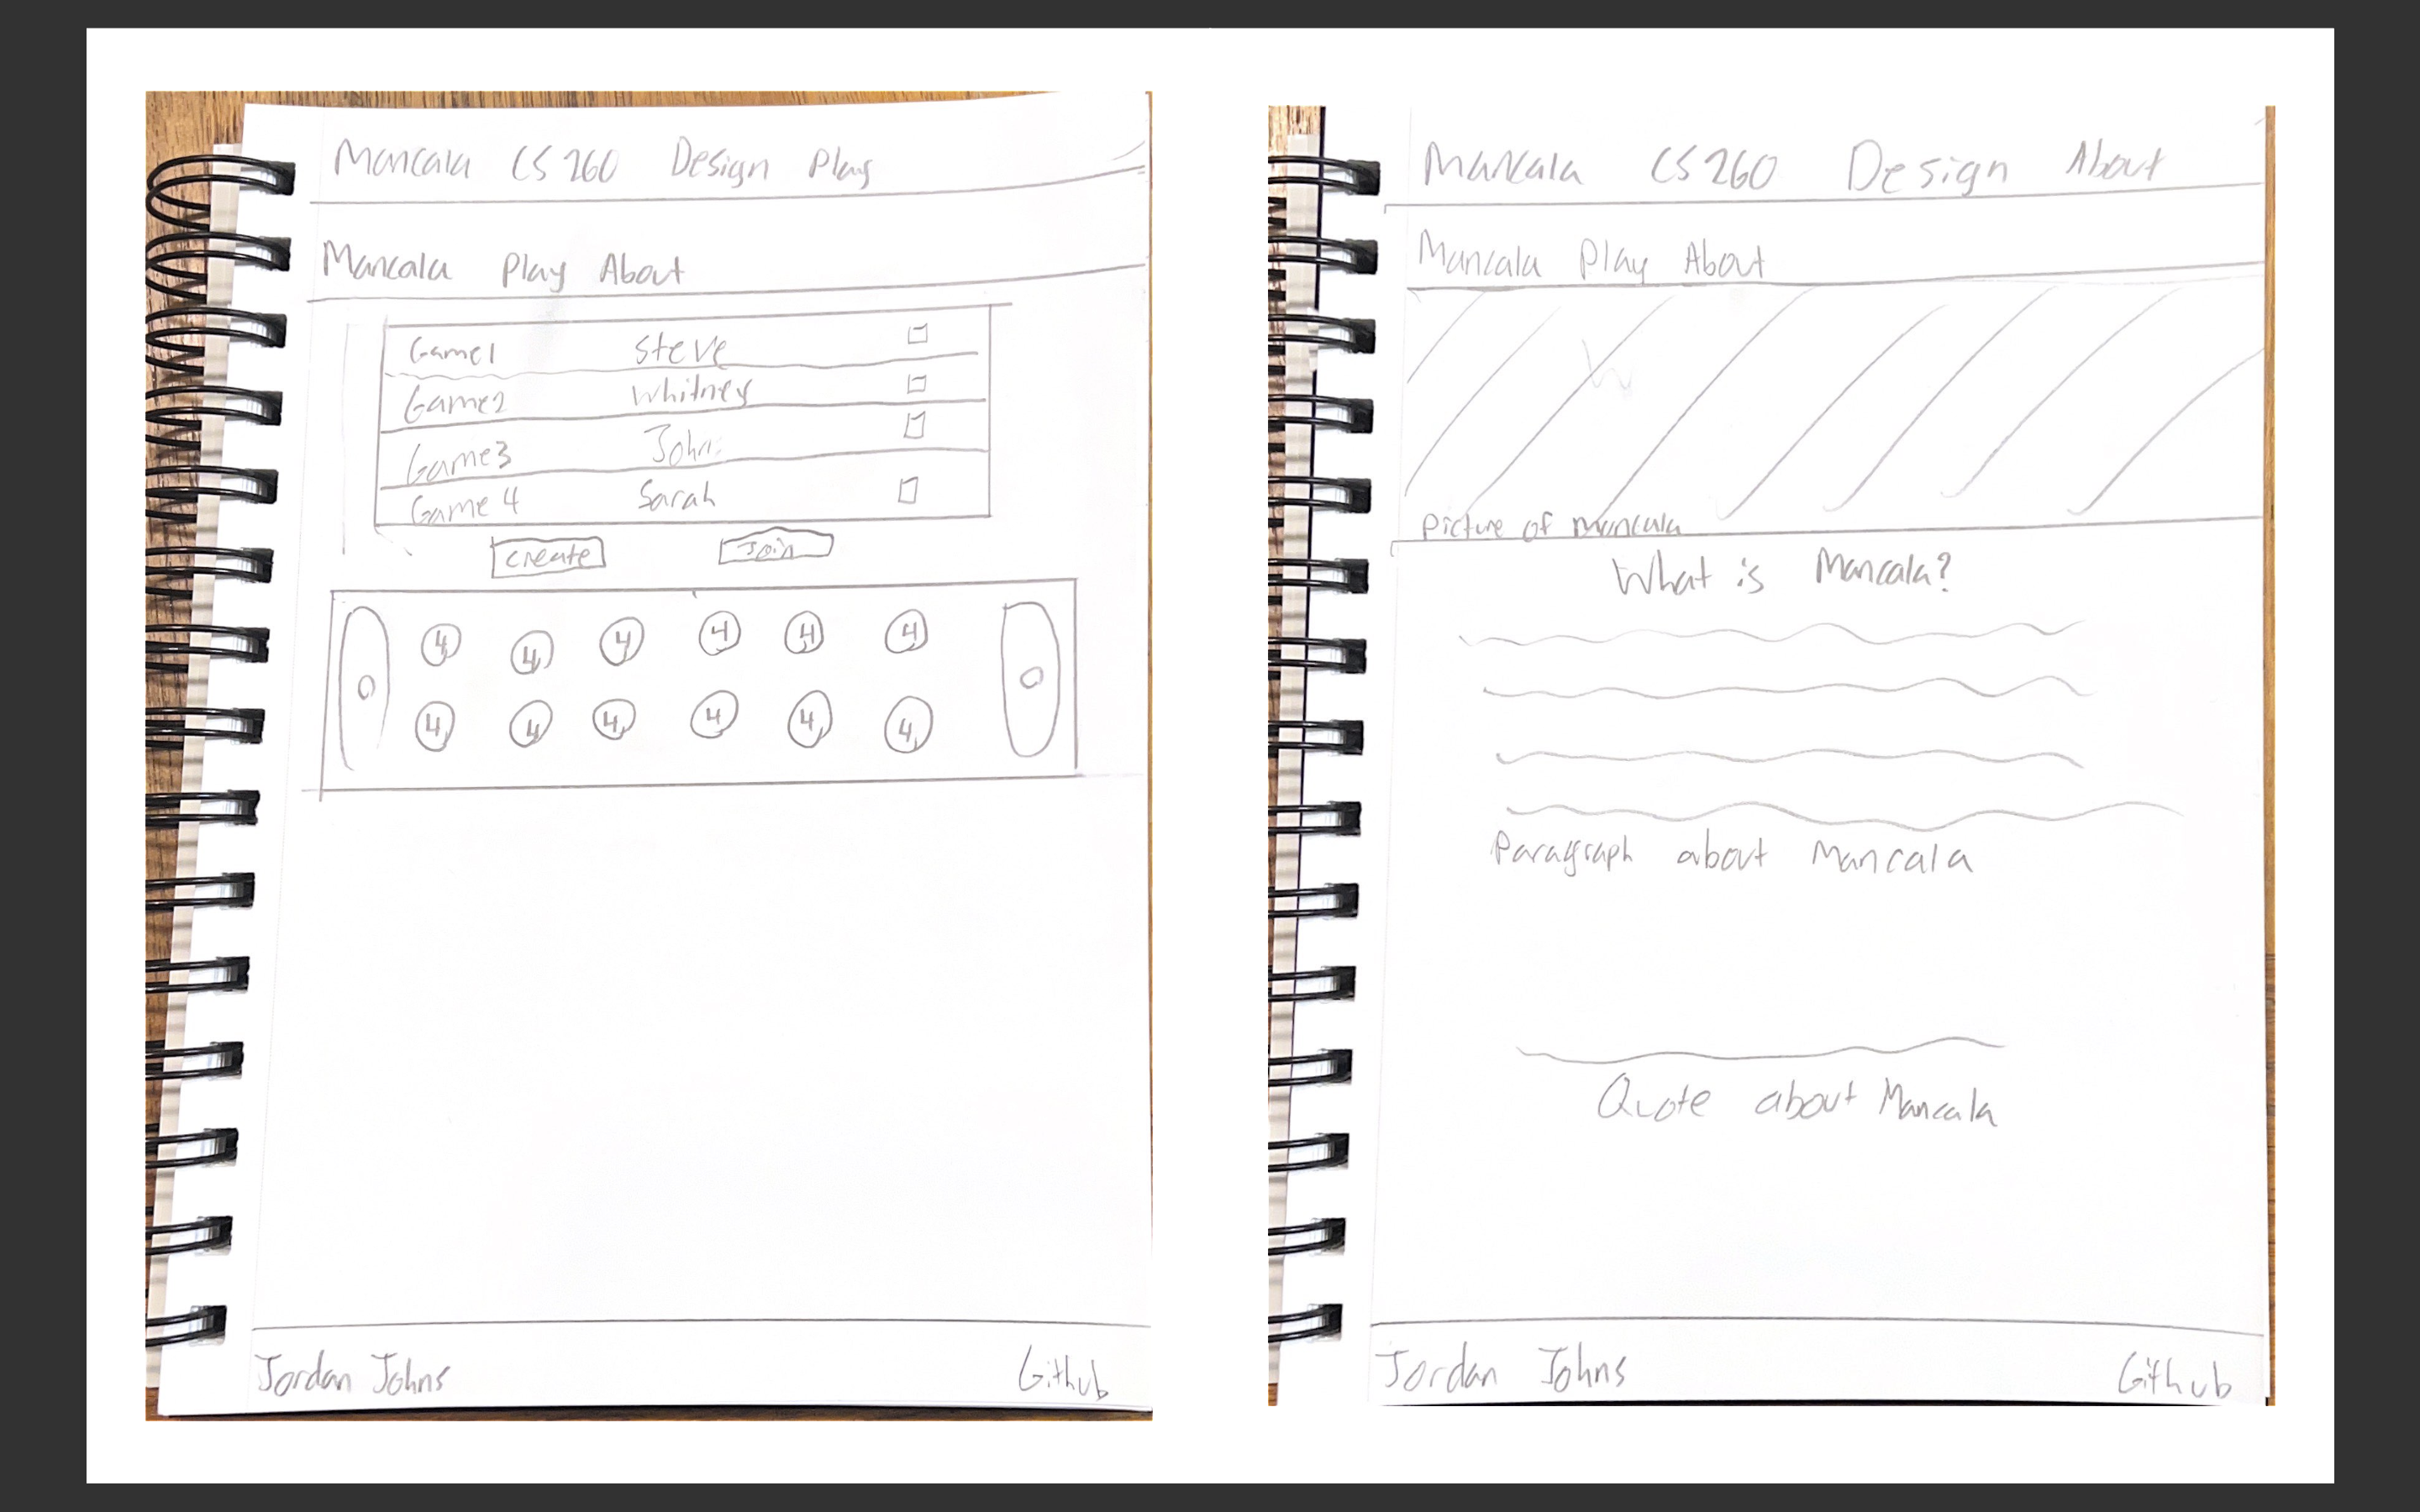 Mancala CS 260 Design Play
Mancala Play About
Game1 Steve
Game2 Whitney
Game3 John
Game 4 Sarah
create Join
4 4 4 4 4 4
0 0
4 4 4 4 4 4
Jordan Johns Github
Mancala CS 260 Design About
Mancala Play About
Picture of mancala
What is Mancala?
Paragraph about Mancala
Quote about Mancala
Jordan Johns Github